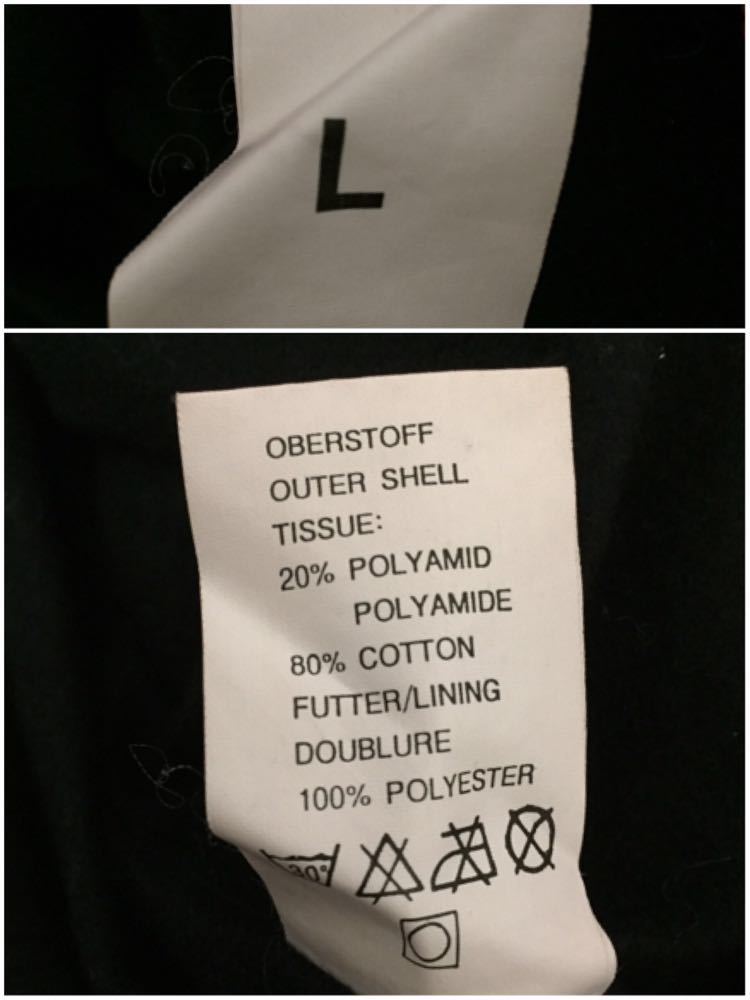 L
OBERSTOFF
OUTER SHELL
TISSUE:
20% POLYAMID
POLYAMIDE
80% COTTON
FUTTER/LINING
DOUBLURE
100% POLYESTER
30°